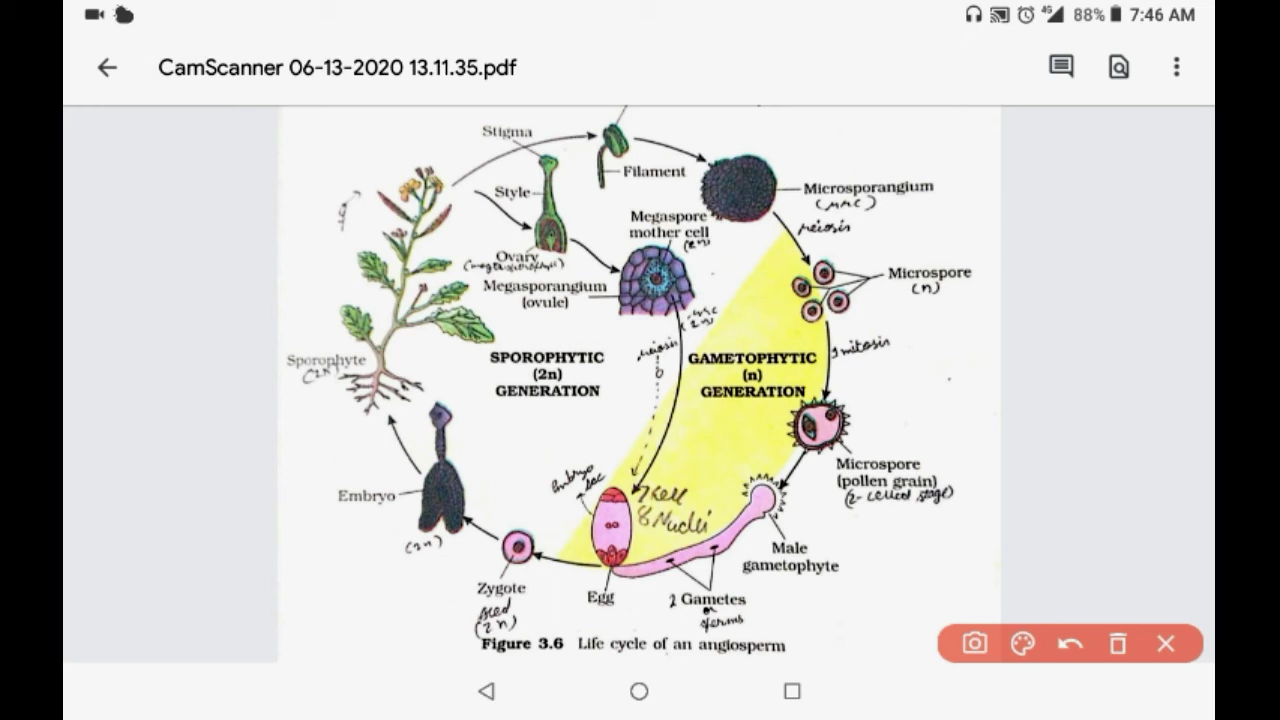 4G 88% 7:46 AM
CamScanner 06-13-2020 13.11.35.pdf
Stigma
Filament
Style
Microsporangium
(MMC)
Megaspore
mother cell
(2n)
meiosis
Ovary
Megasporangium
(ovule)
Microspore
(n)
(2n)
meiosis
mitosis
Sporophyte
(2n)
SPOROPHYTIC
(2n)
GENERATION
GAMETOPHYTIC
(n)
GENERATION
Microspore
(pollen grain)
(2-celled stage)
Embryo
sac
7 Cell
8 Nuclei
Embryo
(2n)
Male
gametophyte
Zygote
seed
(2n)
Egg
2 Gametes
or
sperms
Figure 3.6 Life cycle of an angiosperm